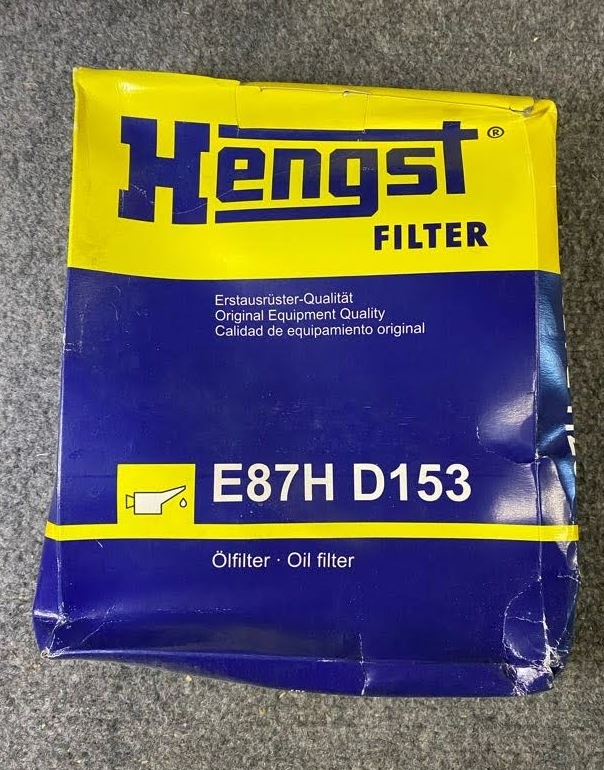 Hengst®
FILTER
Erstausrüster-Qualität
Original Equipment Quality
Calidad de equipamiento original
E87H D153
Ölfilter · Oil filter